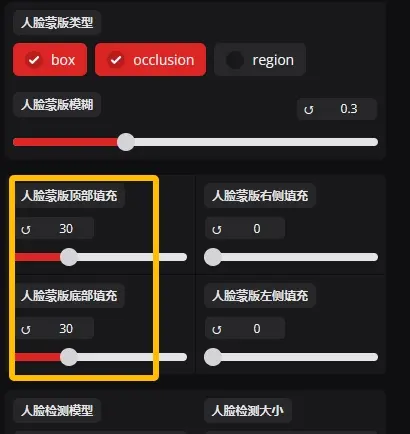 人脸蒙版类型
box
occlusion
region
人脸蒙版模糊
↺ 0.3
人脸蒙版顶部填充
人脸蒙版右侧填充
↺ 30
↺ 0
人脸蒙版底部填充
人脸蒙版左侧填充
↺ 30
↺ 0
人脸检测模型
人脸检测大小